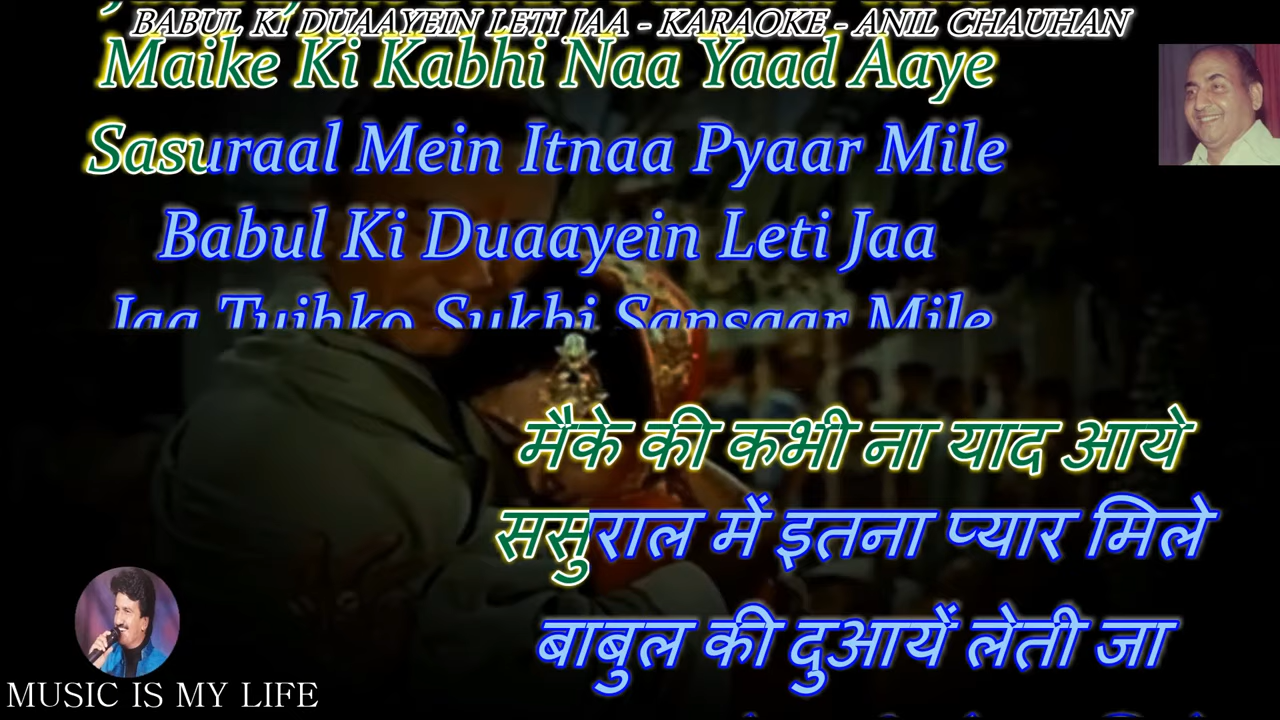 BABUL KI DUAAYEIN LETI JAA - KARAOKE - ANIL CHAUHAN
Maike Ki Kabhi Naa Yaad Aaye
Sasuraal Mein Itnaa Pyaar Mile
Babul Ki Duaayein Leti Jaa
Jaa Tujhko Sukhi Sansaar Mile
मैके की कभी ना याद आये
ससुराल में इतना प्यार मिले
बाबुल की दुआयें लेती जा
MUSIC IS MY LIFE